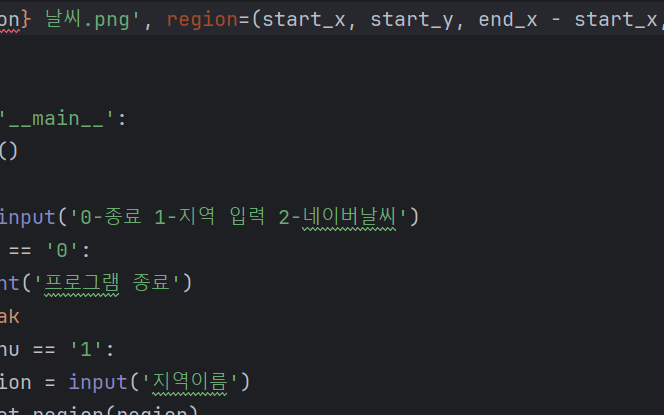 on} 날씨.png', region=(start_x, start_y, end_x - start_x,
'__main__':
()
input('0-종료 1-지역 입력 2-네이버날씨')
== '0':
nt('프로그램 종료')
ak
nu == '1':
ion = input('지역이름')
et_region(region)